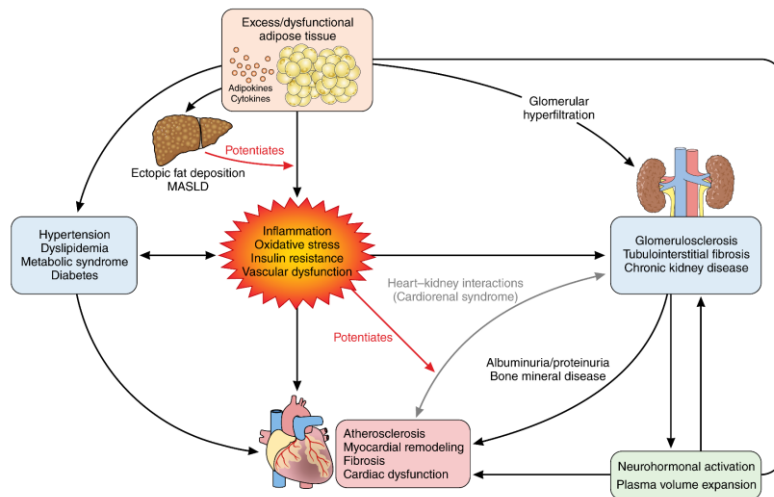 Excess/dysfunctional
adipose tissue
Adipokines
Cytokines
Glomerular
hyperfiltration
Potentiates
Ectopic fat deposition
MASLD
Hypertension
Dyslipidemia
Metabolic syndrome
Diabetes
Inflammation
Oxidative stress
Insulin resistance
Vascular dysfunction
Glomerulosclerosis
Tubulointerstitial fibrosis
Chronic kidney disease
Heart–kidney interactions
(Cardiorenal syndrome)
Potentiates
Albuminuria/proteinuria
Bone mineral disease
Atherosclerosis
Myocardial remodeling
Fibrosis
Cardiac dysfunction
Neurohormonal activation
Plasma volume expansion